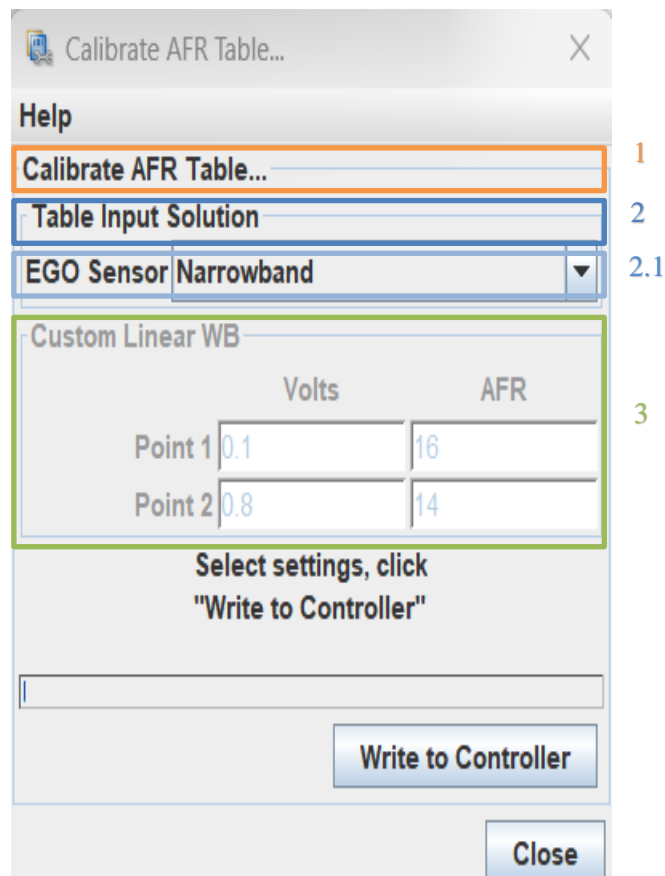 Calibrate AFR Table...
Help
Calibrate AFR Table...
1
Table Input Solution
2
EGO Sensor Narrowband
2.1
Custom Linear WB
Volts AFR
3
Point 1 0.1 16
Point 2 0.8 14
Select settings, click
"Write to Controller"
Write to Controller
Close